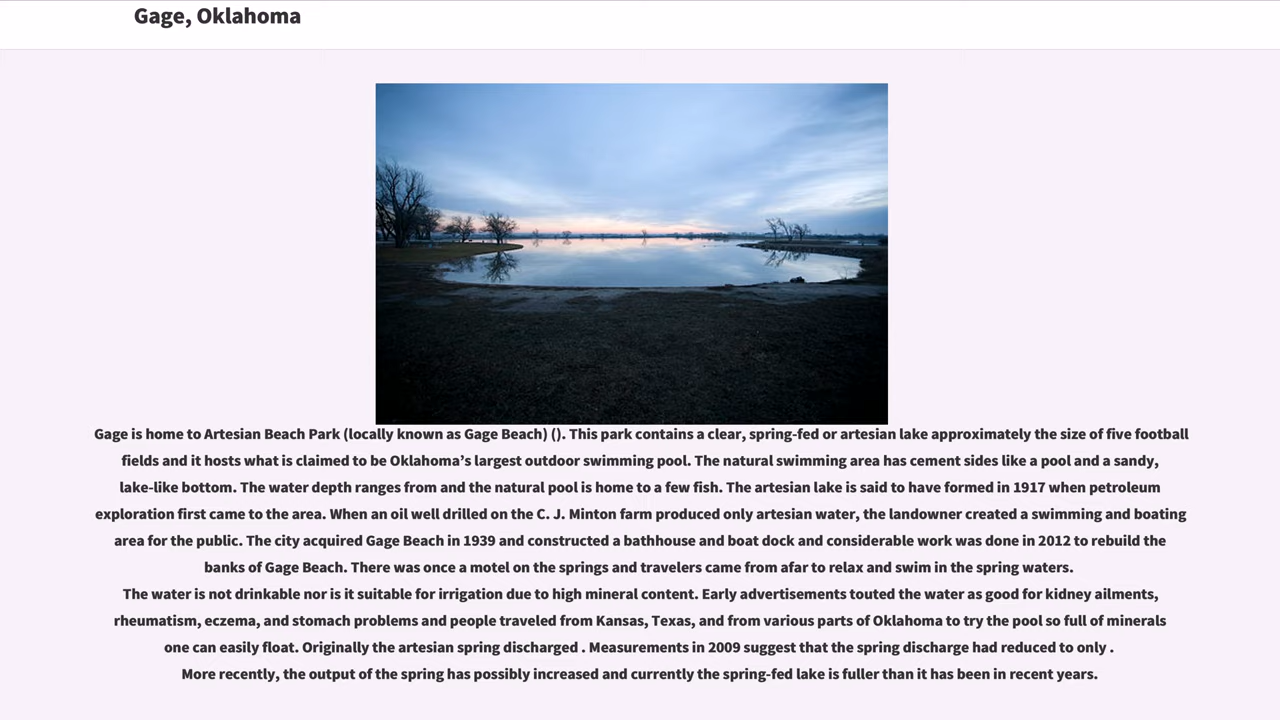 Gage, Oklahoma
Gage is home to Artesian Beach Park (locally known as Gage Beach) (). This park contains a clear, spring-fed or artesian lake approximately the size of five football
fields and it hosts what is claimed to be Oklahoma’s largest outdoor swimming pool. The natural swimming area has cement sides like a pool and a sandy,
lake-like bottom. The water depth ranges from and the natural pool is home to a few fish. The artesian lake is said to have formed in 1917 when petroleum
exploration first came to the area. When an oil well drilled on the C. J. Minton farm produced only artesian water, the landowner created a swimming and boating
area for the public. The city acquired Gage Beach in 1939 and constructed a bathhouse and boat dock and considerable work was done in 2012 to rebuild the
banks of Gage Beach. There was once a motel on the springs and travelers came from afar to relax and swim in the spring waters.
The water is not drinkable nor is it suitable for irrigation due to high mineral content. Early advertisements touted the water as good for kidney ailments,
rheumatism, eczema, and stomach problems and people traveled from Kansas, Texas, and from various parts of Oklahoma to try the pool so full of minerals
one can easily float. Originally the artesian spring discharged . Measurements in 2009 suggest that the spring discharge had reduced to only .
More recently, the output of the spring has possibly increased and currently the spring-fed lake is fuller than it has been in recent years.